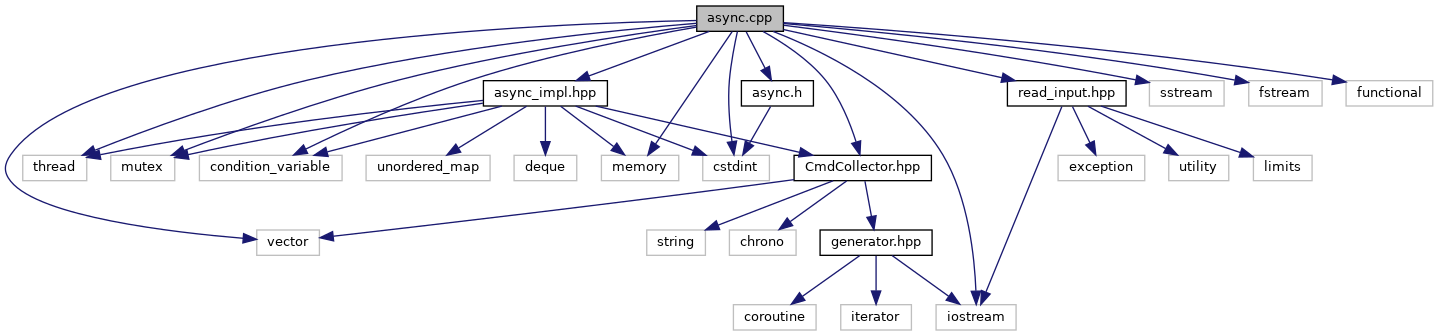 async.cpp
async_impl.hpp
async.h
read_input.hpp
sstream
fstream
functional
thread
mutex
condition_variable
unordered_map
deque
memory
cstdint
CmdCollector.hpp
exception
utility
limits
vector
string
chrono
generator.hpp
coroutine
iterator
iostream